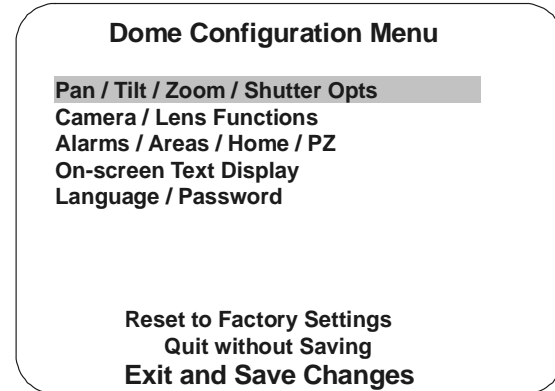 Dome Configuration Menu
Pan / Tilt / Zoom / Shutter Opts
Camera / Lens Functions
Alarms / Areas / Home / PZ
On-screen Text Display
Language / Password
Reset to Factory Settings
Quit without Saving
Exit and Save Changes